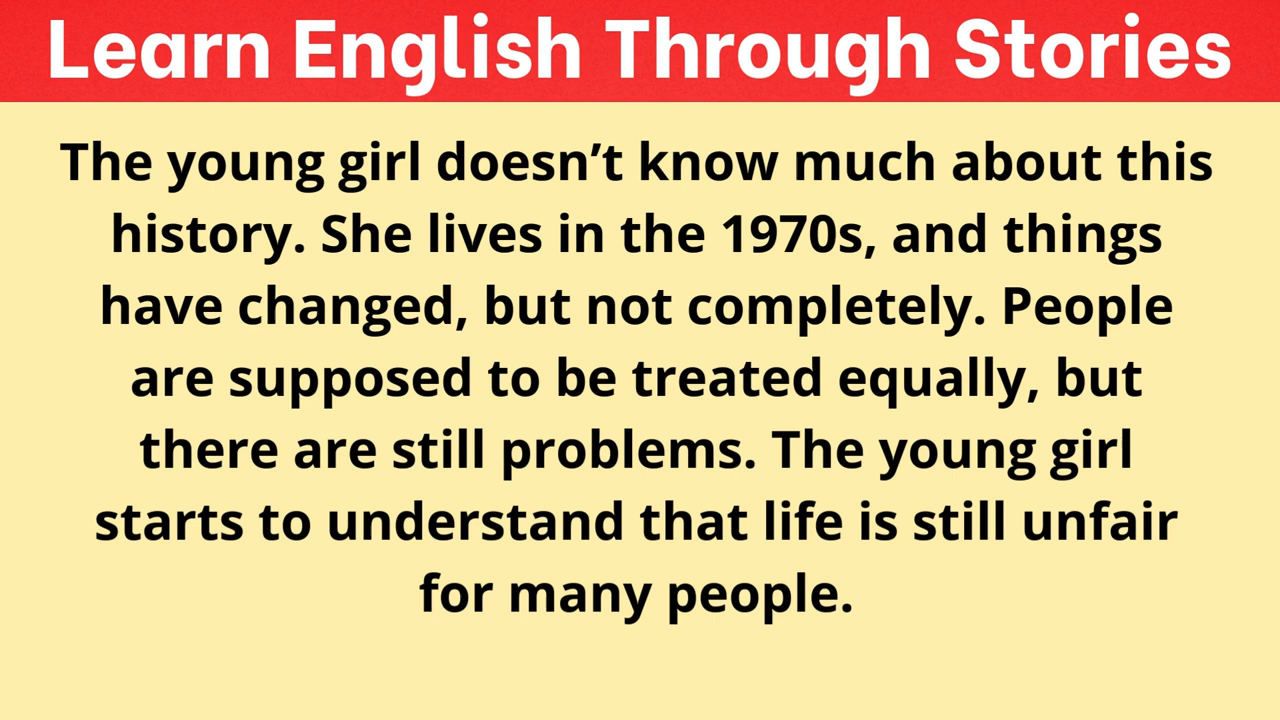 Learn English Through Stories
The young girl doesn’t know much about this
history. She lives in the 1970s, and things
have changed, but not completely. People
are supposed to be treated equally, but
there are still problems. The young girl
starts to understand that life is still unfair
for many people.